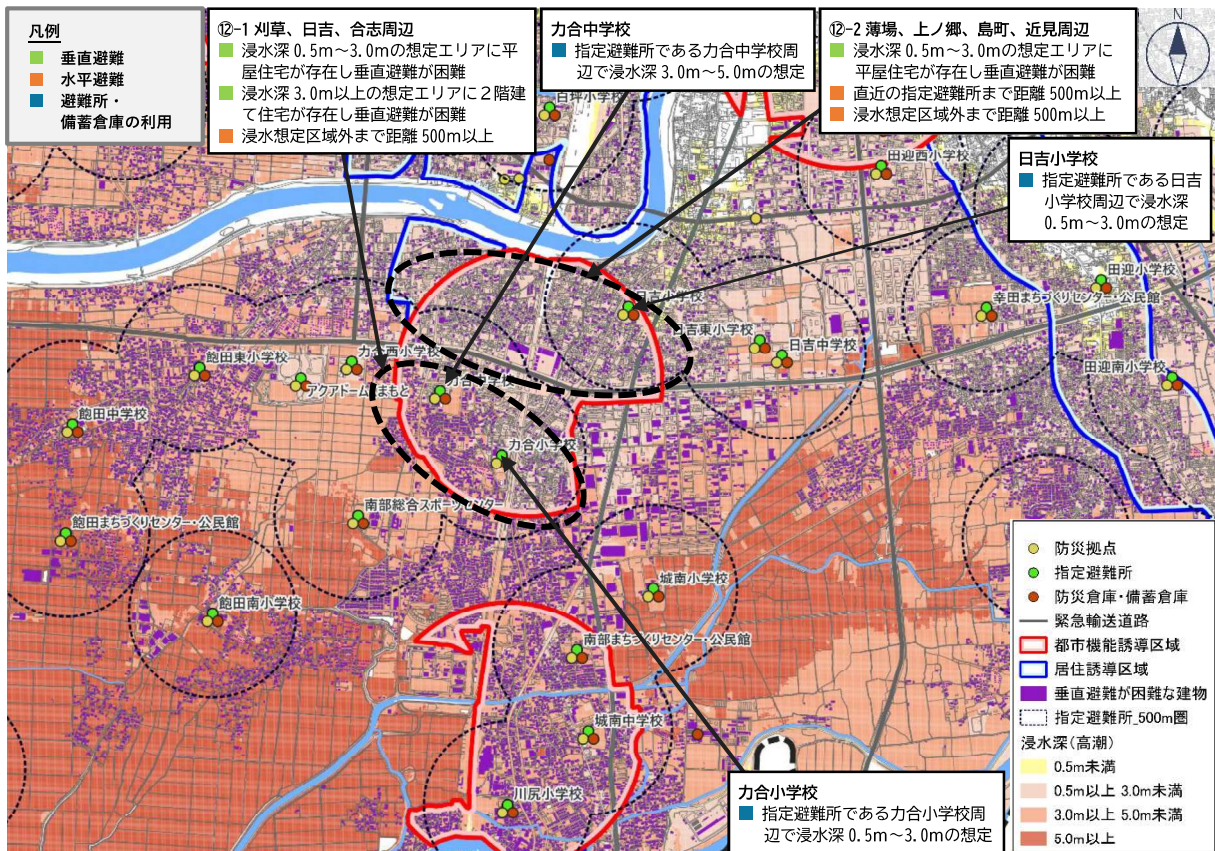 凡例
垂直避難
水平避難
避難所・
備蓄倉庫の利用
⑫-1 刈草、日吉、合志周辺
浸水深 0.5m～3.0mの想定エリアに平
屋住宅が存在し垂直避難が困難
浸水深 3.0m以上の想定エリアに２階建
て住宅が存在し垂直避難が困難
浸水想定区域外まで距離 500m以上
力合中学校
指定避難所である力合中学校周
辺で浸水深 3.0m～5.0mの想定
⑫-2 薄場、上ノ郷、島町、近見周辺
浸水深 0.5m～3.0mの想定エリアに
平屋住宅が存在し垂直避難が困難
直近の指定避難所まで距離 500m以上
浸水想定区域外まで距離 500m以上
N
日吉小学校
指定避難所である日吉
小学校周辺で浸水深
0.5m～3.0mの想定
田迎西小学校
田迎小学校
幸田まちづくりセンター・公民館
日吉小学校
日吉東小学校
日吉中学校
田迎南小学校
飽田東小学校
力合西小学校
アクアドームくまもと
力合中学校
飽田中学校
力合小学校
南部総合スポーツセンター
飽田まちづくりセンター・公民館
城南小学校
飽田南小学校
南部まちづくりセンター・公民館
城南中学校
川尻小学校
力合小学校
指定避難所である力合小学校周
辺で浸水深 0.5m～3.0mの想定
防災拠点
指定避難所
防災倉庫・備蓄倉庫
緊急輸送道路
都市機能誘導区域
居住誘導区域
垂直避難が困難な建物
指定避難所_500m圏
浸水深(高潮)
0.5m未満
0.5m以上 3.0m未満
3.0m以上 5.0m未満
5.0m以上